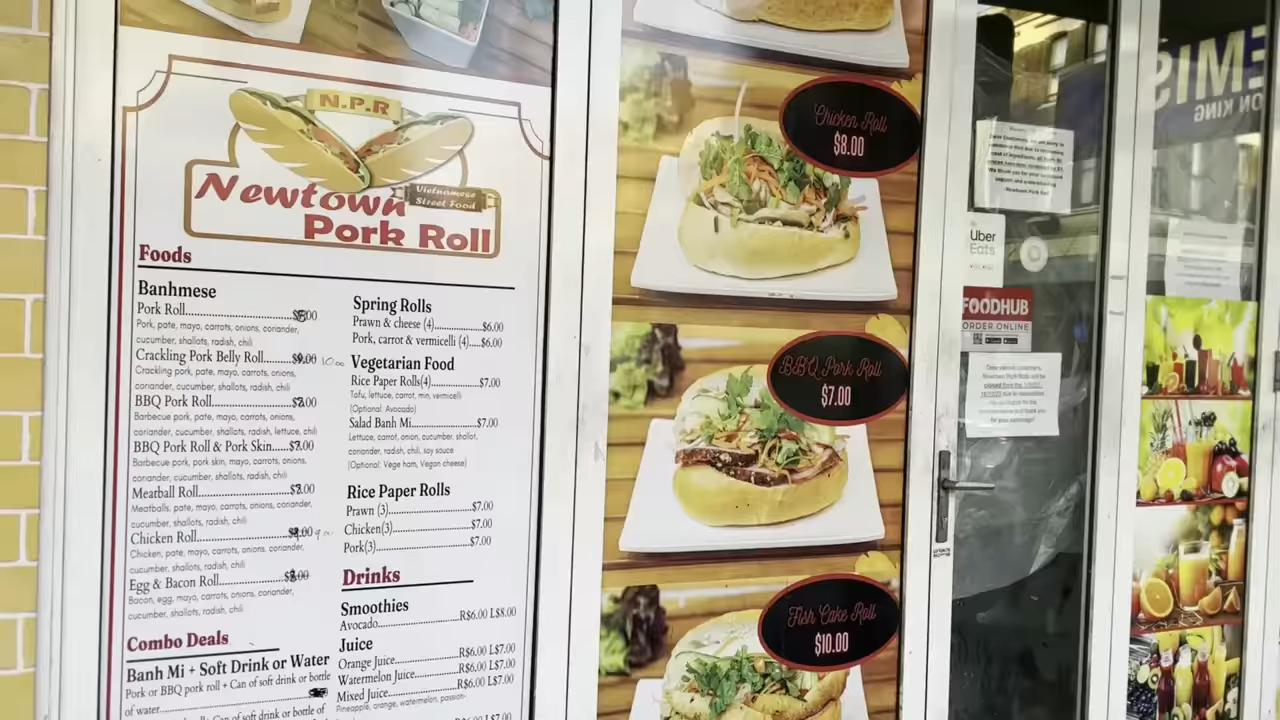 N.P.R
Newtown
Vietnamese
Street Food
Pork Roll
Foods
Banhmese
Pork Roll
Pork, pate, mayo, carrots, onions, coriander,
cucumber, shallots, radish, chili
Crackling Pork Belly Roll 10.00
Crackling pork, pate, mayo, carrots, onions,
coriander, cucumber, shallots, radish, chili
BBQ Pork Roll
Barbecue pork, pate, mayo, carrots, onions,
coriander, cucumber, shallots, radish, lettuce, chili
BBQ Pork Roll & Pork Skin
Barbecue pork, pork skin, mayo, carrots, onions,
coriander, cucumber, shallots, radish, chili
Meatball Roll
Meatballs, pate, mayo, carrots, onions, coriander,
cucumber, shallots, radish, chili
Chicken Roll
Chicken, pate, mayo, carrots, onions, coriander,
cucumber, shallots, radish, chili
Egg & Bacon Roll
Bacon, egg, mayo, carrots, onions, coriander,
cucumber, shallots, radish, chili
Combo Deals
Banh Mi + Soft Drink or Water
Pork or BBQ pork roll + Can of soft drink or bottle
of water
Can of soft drink or bottle of
Spring Rolls
Prawn & cheese (4)..................$6.00
Pork, carrot & vermicelli (4).....$6.00
Vegetarian Food
Rice Paper Rolls(4)......................$7.00
Tofu, lettuce, carrot, min, vermicelli
(Optional: Avocado)
Salad Banh Mi...................$7.00
Lettuce, carrot, onion, cucumber, shallot,
coriander, radish, chili, soy sauce
(Optional: Vege ham, Vegan cheese)
Rice Paper Rolls
Prawn (3)..........................$7.00
Chicken(3)........................$7.00
Pork(3)..............................$7.00
Drinks
Smoothies
Avocado........................R$6.00 L$8.00
Juice
Orange Juice................R$6.00 L$7.00
Watermelon Juice...........R$6.00 L$7.00
Mixed Juice..................R$6.00 L$7.00
Pineapple, orange, watermelon, passion-
R$6.00 L$7.00
Chicken Roll
$8.00
BBQ Pork Roll
$7.00
Fish Cake Roll
$10.00
Uber
Eats
FOODHUB
ORDER ONLINE